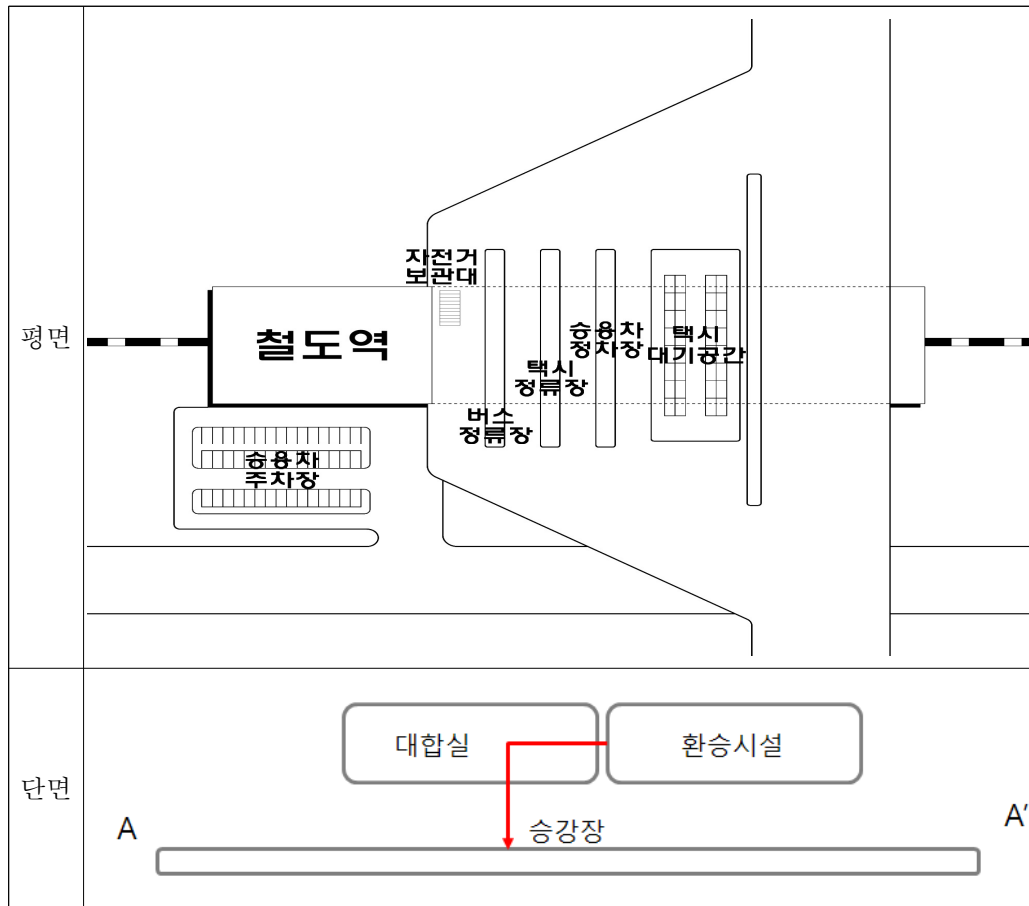 평면
자전거
보관대
철도역
승용차
정차장
택시
대기공간
택시
정류장
버스
정류장
승용차
주차장
단면
대합실
환승시설
승강장
A
A'